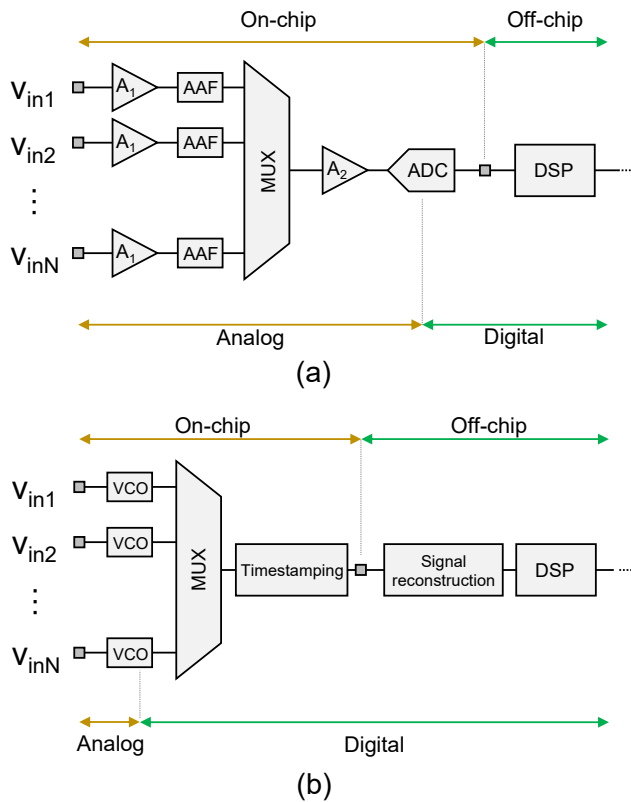 On-chip Off-chip
Vin1 A1 AAF
Vin2 A1 AAF
⋮
VinN A1 AAF
MUX A2 ADC DSP
Analog Digital
(a)
On-chip Off-chip
Vin1 VCO
Vin2 VCO
⋮
VinN VCO
MUX Timestamping Signal reconstruction DSP
Analog Digital
(b)